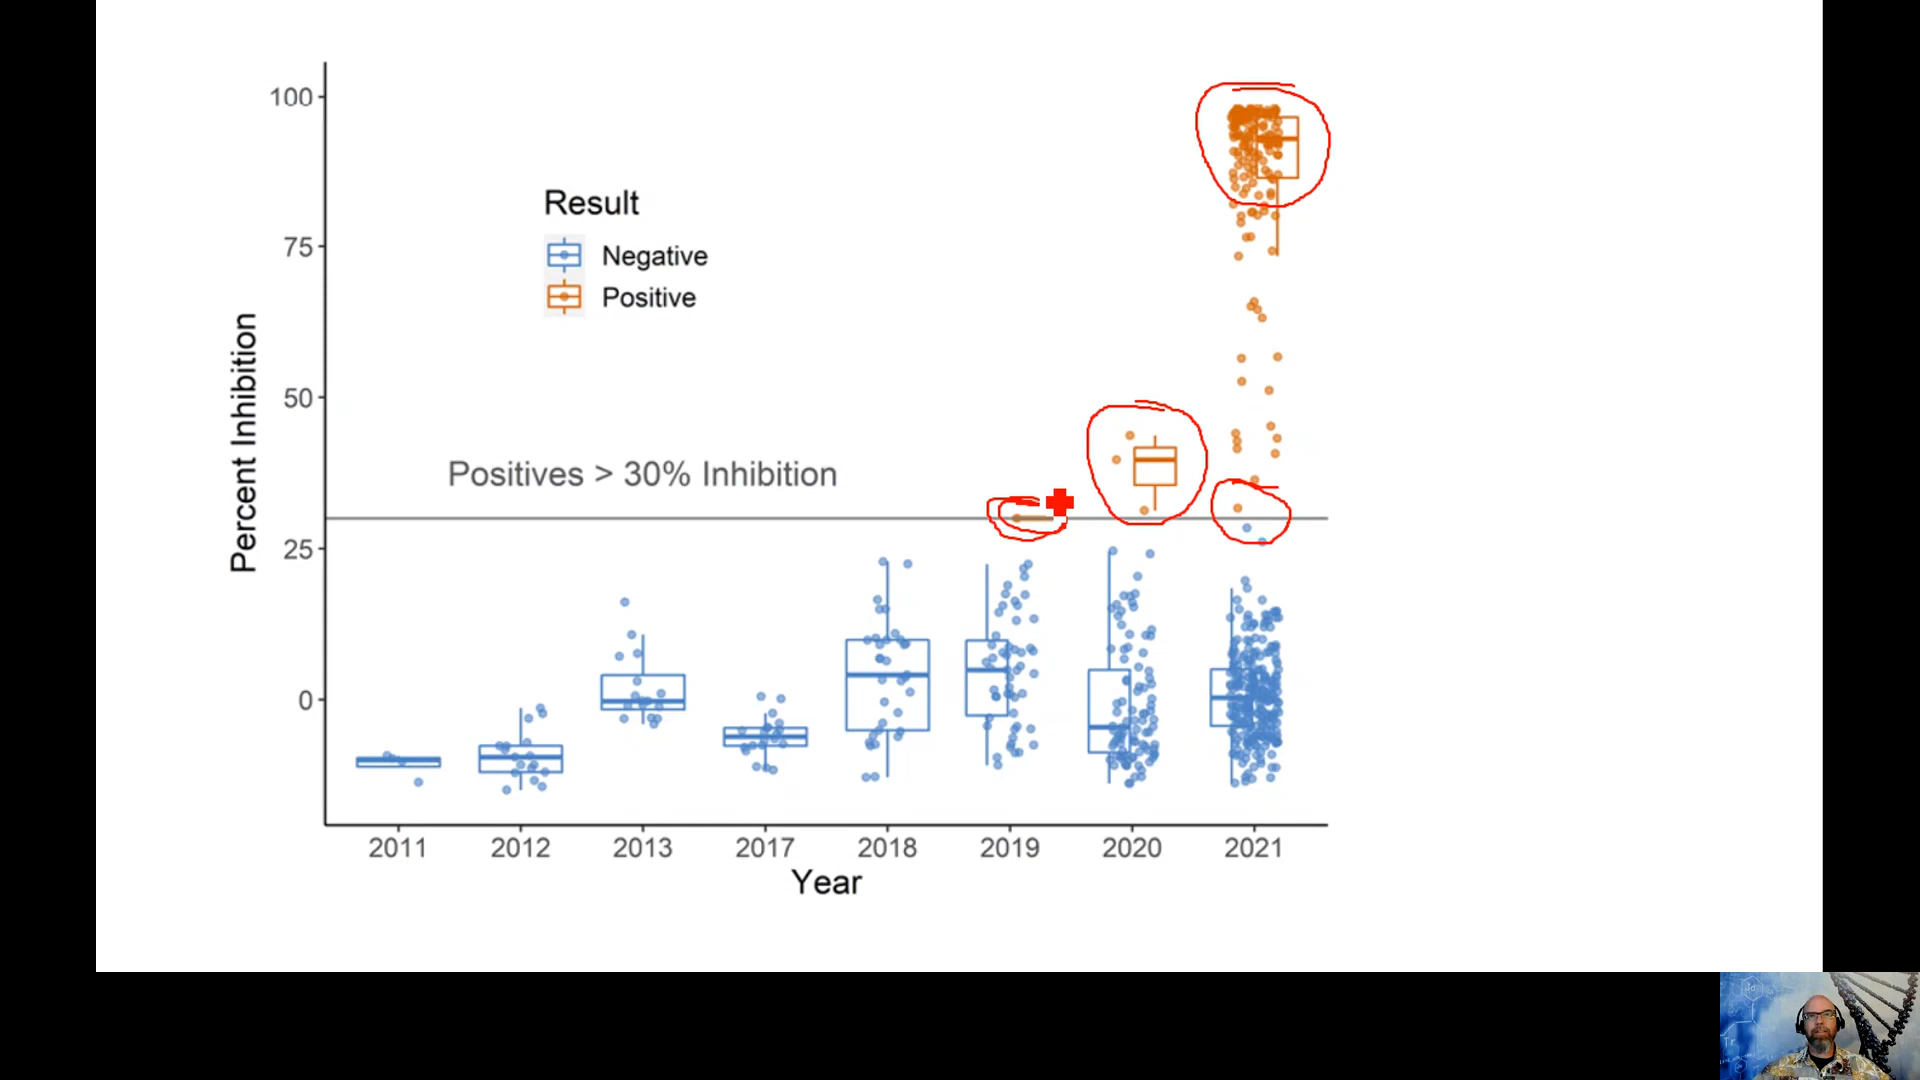 100
75
50
25
0
Percent Inhibition
Result
Negative
Positive
Positives > 30% Inhibition
2011 2012 2013 2017 2018 2019 2020 2021
Year